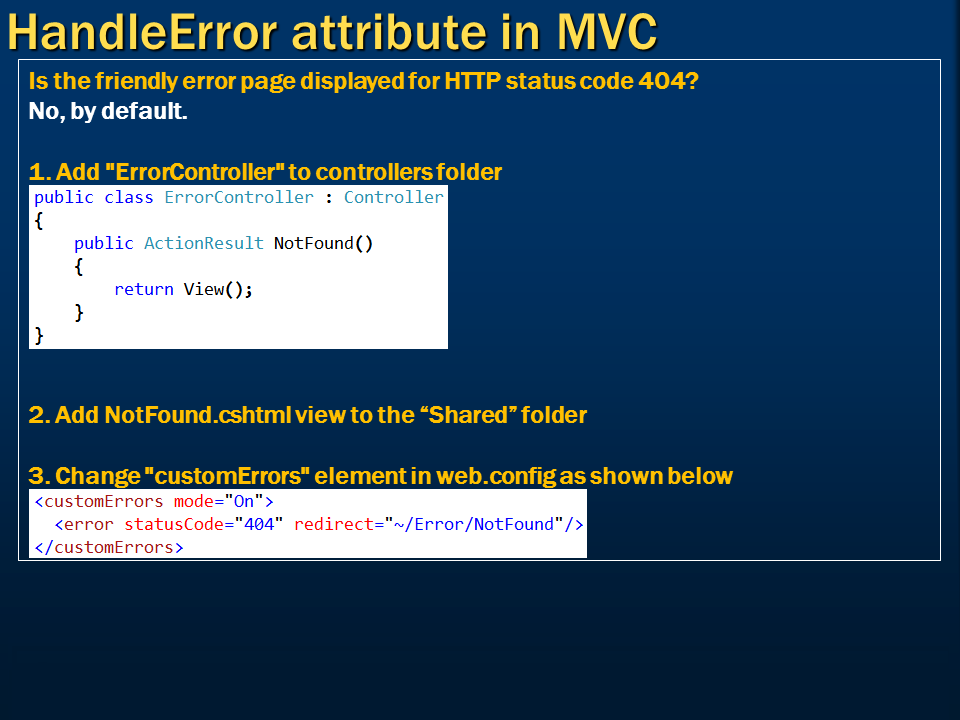 HandleError attribute in MVC
Is the friendly error page displayed for HTTP status code 404?
No, by default.
1. Add "ErrorController" to controllers folder
public class ErrorController : Controller
{
    public ActionResult NotFound()
    {
        return View();
    }
}
2. Add NotFound.cshtml view to the “Shared” folder
3. Change "customErrors" element in web.config as shown below
<customErrors mode="On">
  <error statusCode="404" redirect="~/Error/NotFound"/>
</customErrors>